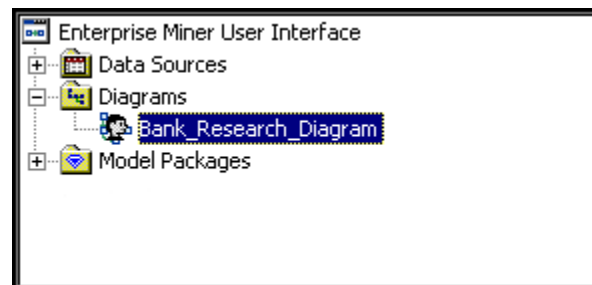 Enterprise Miner User Interface
Data Sources
Diagrams
Bank_Research_Diagram
Model Packages